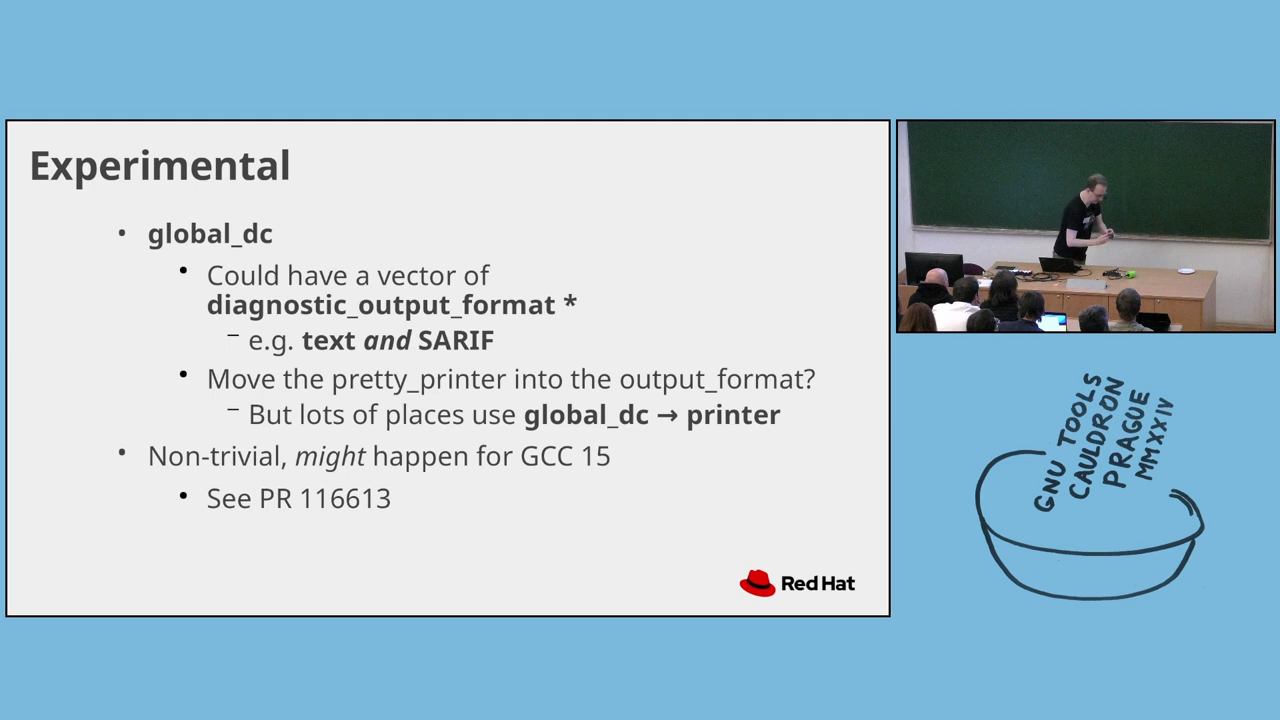 Experimental
• global_dc
• Could have a vector of
diagnostic_output_format *
– e.g. text and SARIF
• Move the pretty_printer into the output_format?
– But lots of places use global_dc → printer
• Non-trivial, might happen for GCC 15
• See PR 116613
Red Hat
GNU TOOLS
CAULDRON
PRAGUE
MMXXIV